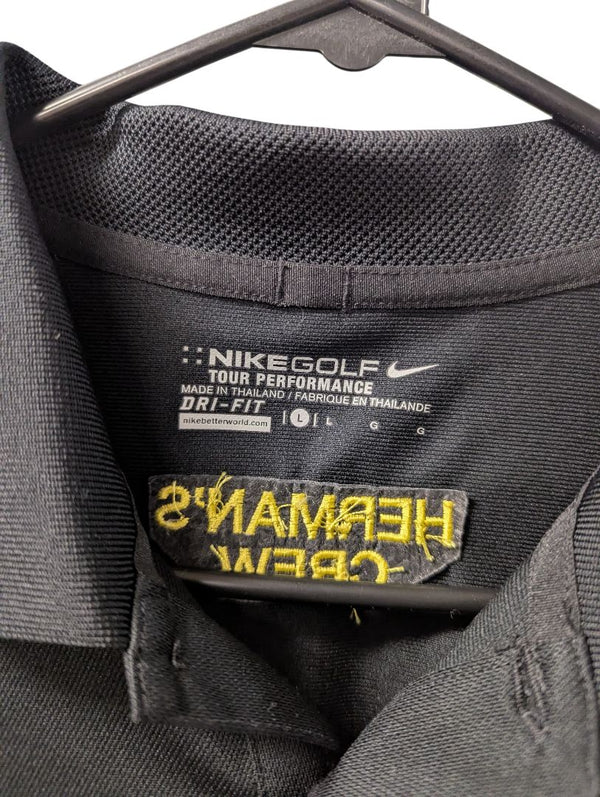 NIKEGOLF
TOUR PERFORMANCE
MADE IN THAILAND / FABRIQUE EN THAILANDE
DRI-FIT | L | L G G
nikebetterworld.com
HERMAN'S
CREW